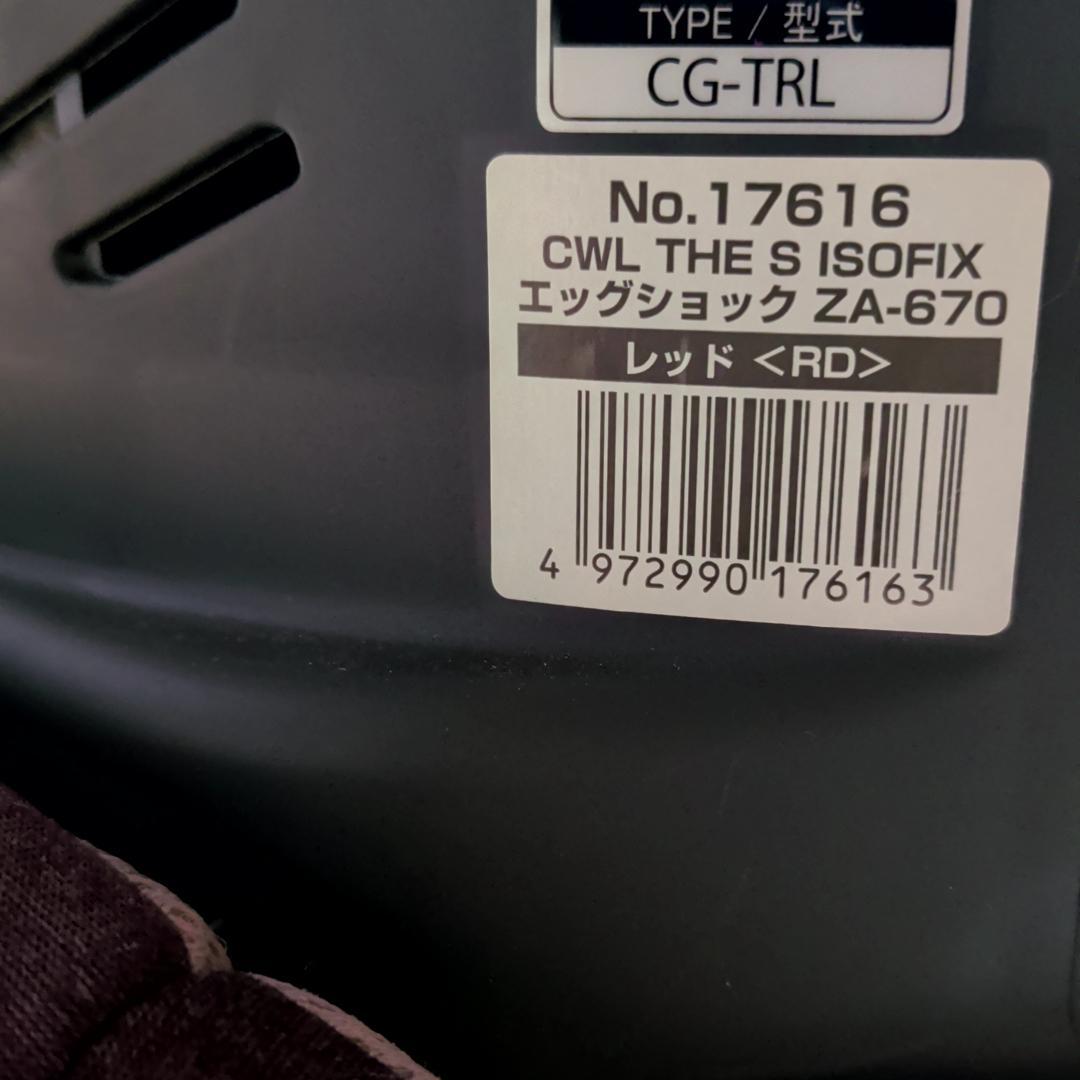 TYPE / 型式
CG-TRL
No.17616
CWL THE S ISOFIX
エッグショック ZA-670
レッド <RD>
4 972990 176163